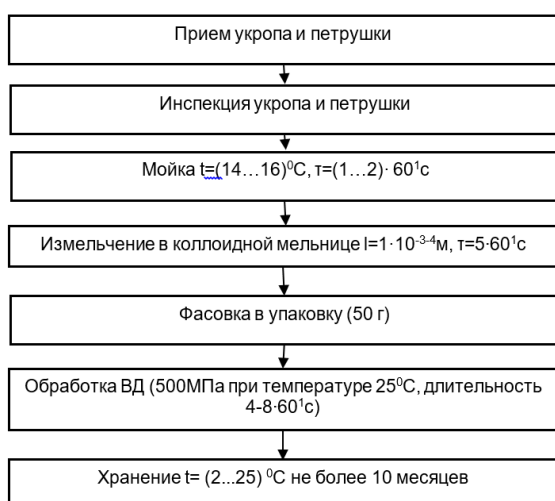 Прием укропа и петрушки
Инспекция укропа и петрушки
Мойка t=(14…16)⁰С, τ=(1…2)· 60¹с
Измельчение в коллоидной мельнице l=1·10⁻³⁻⁴м, τ=5·60¹с
Фасовка в упаковку (50 г)
Обработка ВД (500МПа при температуре 25⁰С, длительность
4-8·60¹с)
Хранение t= (2...25) ⁰С не более 10 месяцев